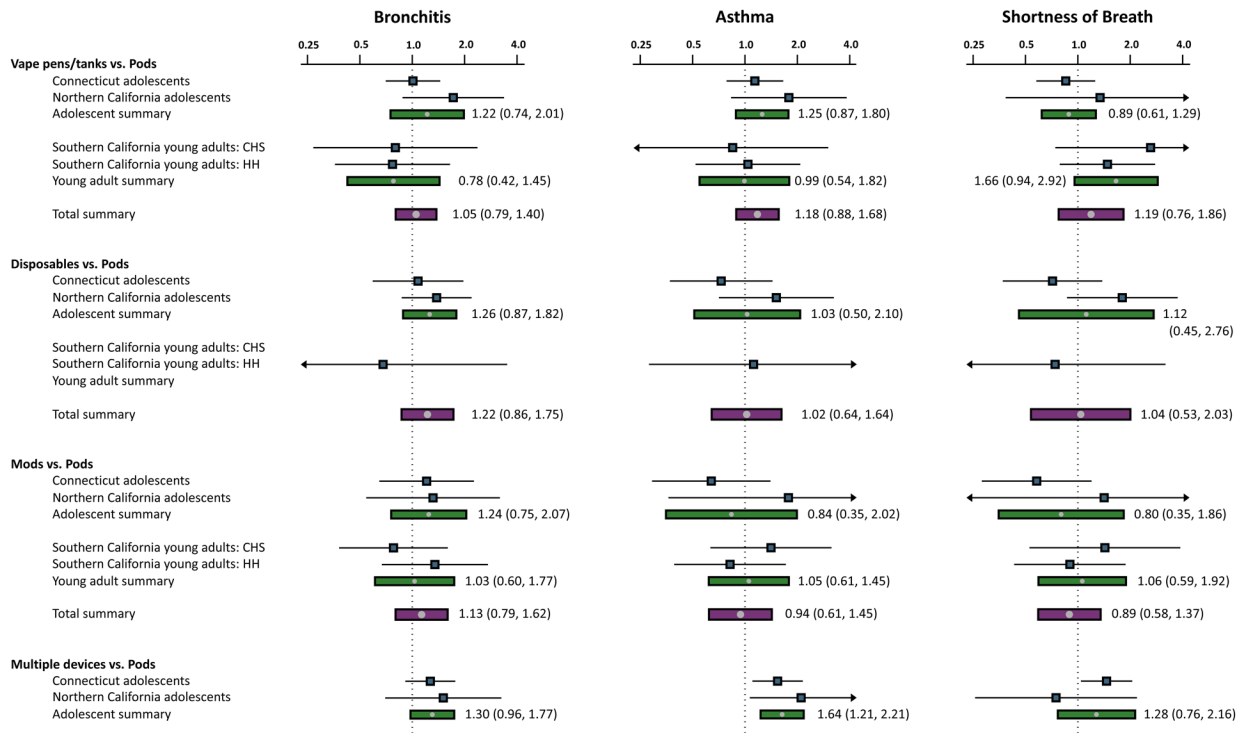 Bronchitis Asthma Shortness of Breath
0.25 0.5 1.0 2.0 4.0 0.25 0.5 1.0 2.0 4.0 0.25 0.5 1.0 2.0 4.0
Vape pens/tanks vs. Pods
Connecticut adolescents
Northern California adolescents
Adolescent summary 1.22 (0.74, 2.01) 1.25 (0.87, 1.80) 0.89 (0.61, 1.29)
Southern California young adults: CHS
Southern California young adults: HH
Young adult summary 0.78 (0.42, 1.45) 0.99 (0.54, 1.82) 1.66 (0.94, 2.92)
Total summary 1.05 (0.79, 1.40) 1.18 (0.88, 1.68) 1.19 (0.76, 1.86)
Disposables vs. Pods
Connecticut adolescents
Northern California adolescents
Adolescent summary 1.26 (0.87, 1.82) 1.03 (0.50, 2.10) 1.12
(0.45, 2.76)
Southern California young adults: CHS
Southern California young adults: HH
Young adult summary
Total summary 1.22 (0.86, 1.75) 1.02 (0.64, 1.64) 1.04 (0.53, 2.03)
Mods vs. Pods
Connecticut adolescents
Northern California adolescents
Adolescent summary 1.24 (0.75, 2.07) 0.84 (0.35, 2.02) 0.80 (0.35, 1.86)
Southern California young adults: CHS
Southern California young adults: HH
Young adult summary 1.03 (0.60, 1.77) 1.05 (0.61, 1.45) 1.06 (0.59, 1.92)
Total summary 1.13 (0.79, 1.62) 0.94 (0.61, 1.45) 0.89 (0.58, 1.37)
Multiple devices vs. Pods
Connecticut adolescents
Northern California adolescents
Adolescent summary 1.30 (0.96, 1.77) 1.64 (1.21, 2.21) 1.28 (0.76, 2.16)